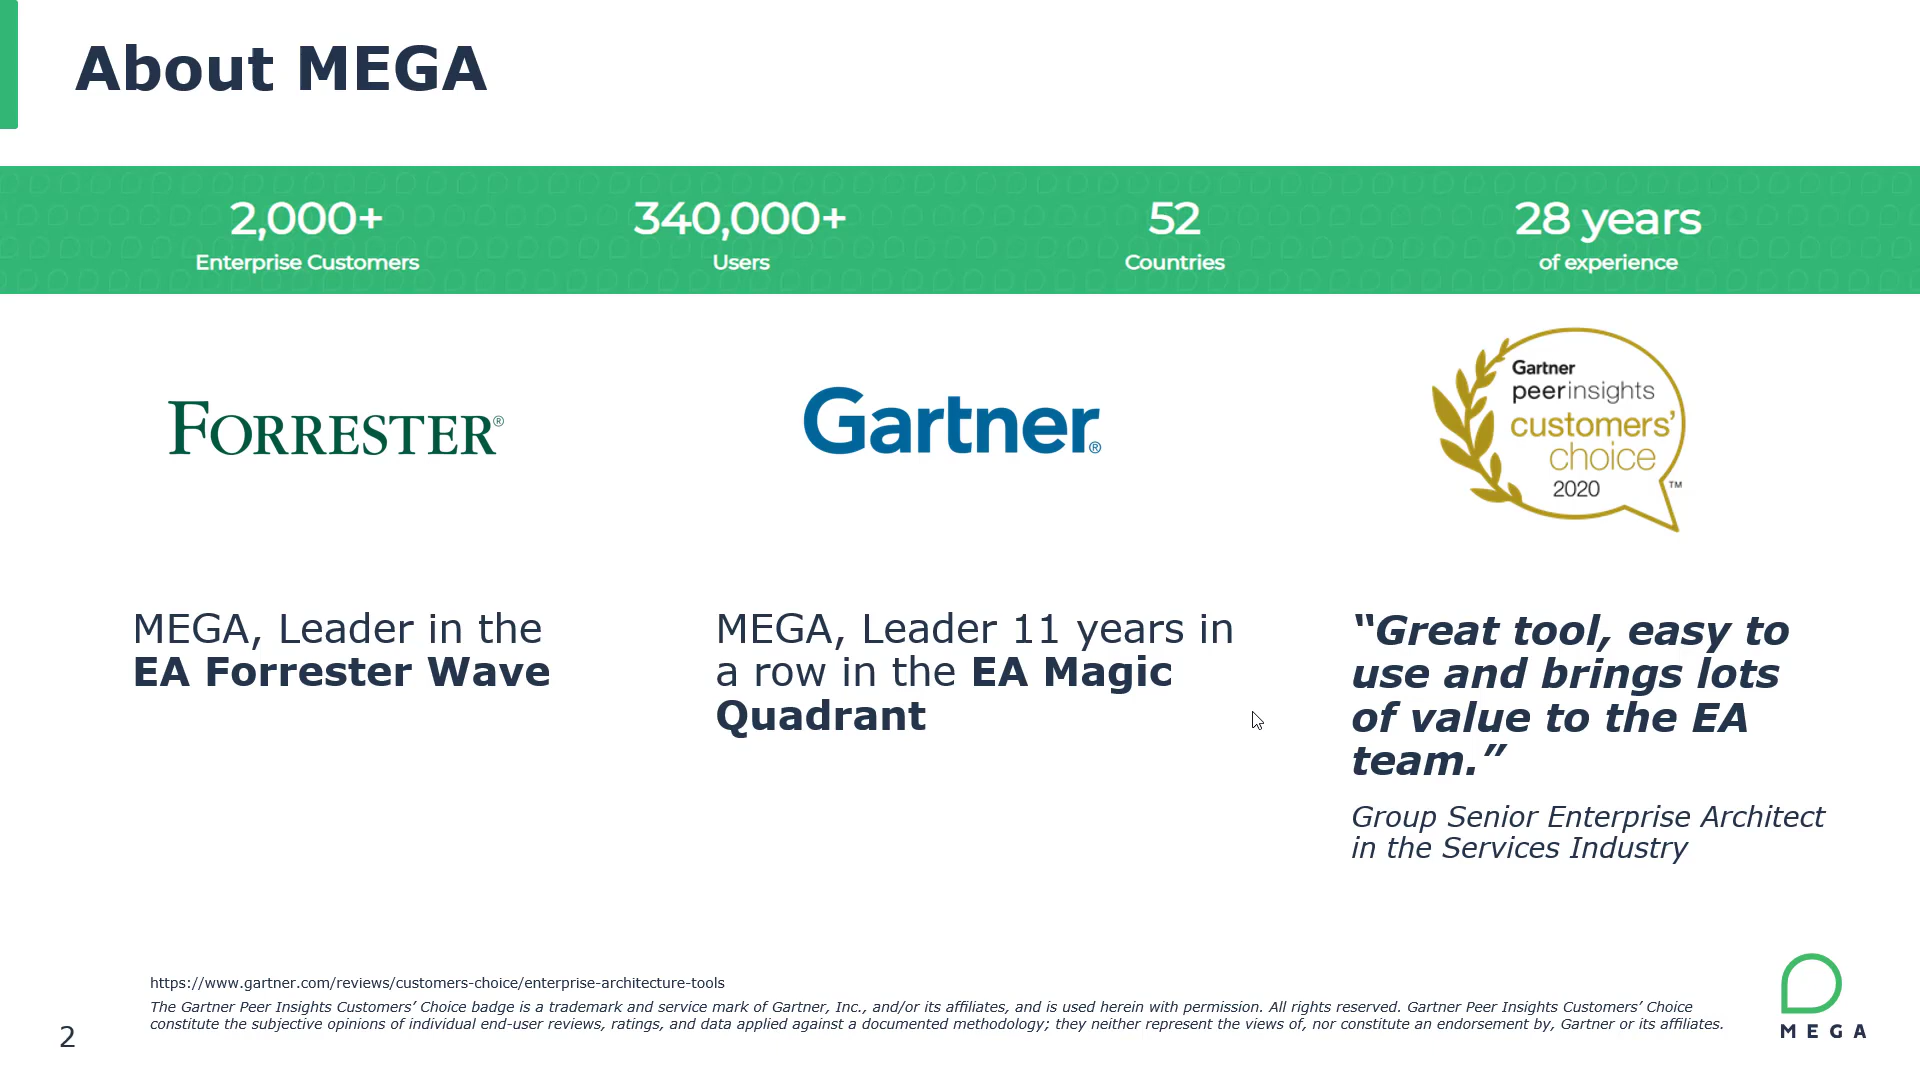 About MEGA
2,000+
Enterprise Customers
340,000+
Users
52
Countries
28 years
of experience
FORRESTER®
Gartner®
Gartner
peerinsights
customers’
choice
2020
TM
MEGA, Leader in the
EA Forrester Wave
MEGA, Leader 11 years in
a row in the EA Magic
Quadrant
“Great tool, easy to
use and brings lots
of value to the EA
team.”
Group Senior Enterprise Architect
in the Services Industry
https://www.gartner.com/reviews/customers-choice/enterprise-architecture-tools
The Gartner Peer Insights Customers’ Choice badge is a trademark and service mark of Gartner, Inc., and/or its affiliates, and is used herein with permission. All rights reserved. Gartner Peer Insights Customers’ Choice
constitute the subjective opinions of individual end-user reviews, ratings, and data applied against a documented methodology; they neither represent the views of, nor constitute an endorsement by, Gartner or its affiliates.
2
MEGA